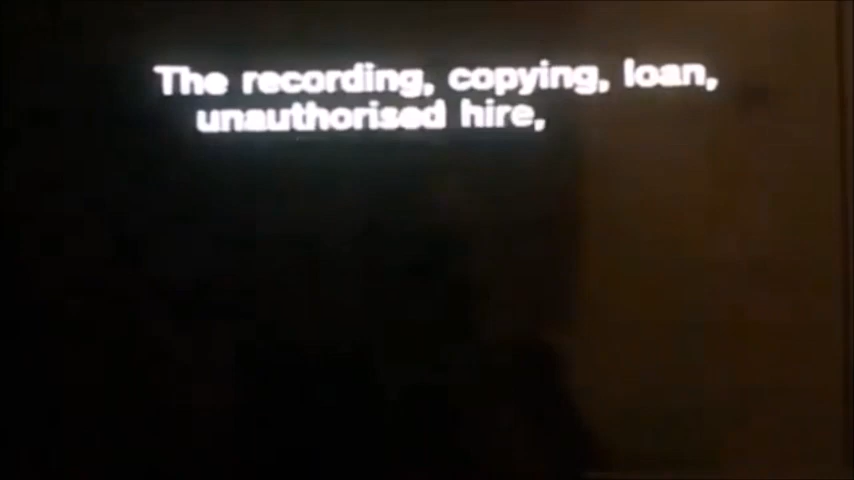 The recording, copying, loan,
unauthorised hire,